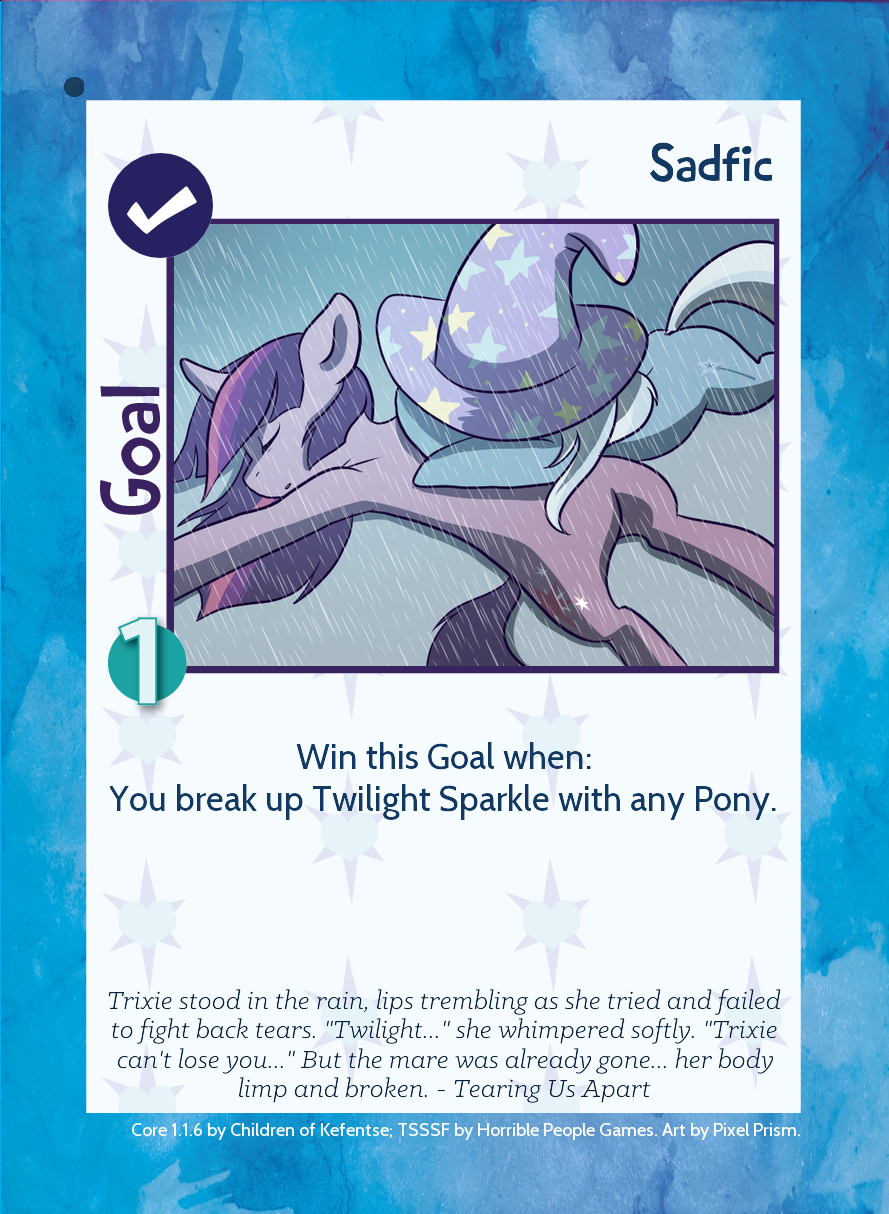 Sadfic
Goal
1
Win this Goal when:
You break up Twilight Sparkle with any Pony.
Trixie stood in the rain, lips trembling as she tried and failed
to fight back tears. "Twilight..." she whimpered softly. "Trixie
can't lose you..." But the mare was already gone... her body
limp and broken. - Tearing Us Apart
Core 1.1.6 by Children of Kefentse; TSSSF by Horrible People Games. Art by Pixel Prism.